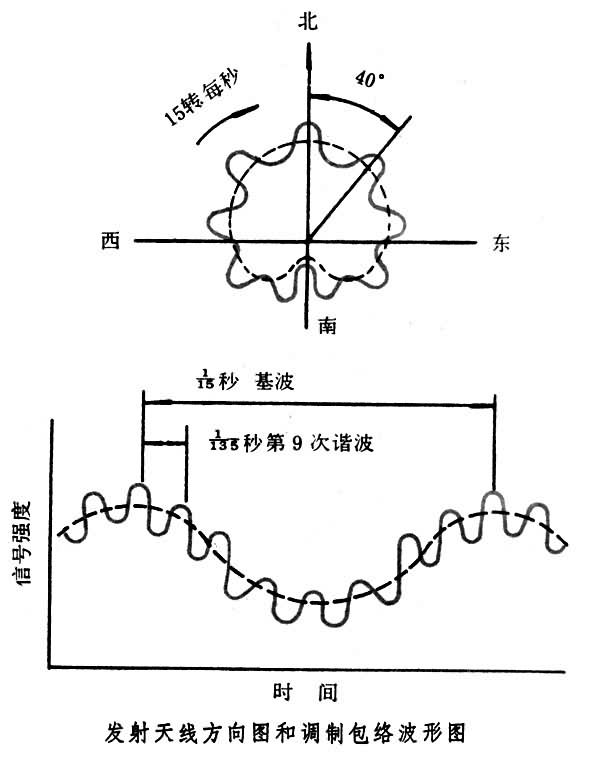 北
40°
15转每秒
西
东
南
1/15秒 基波
1/135秒第9次谐波
信号强度
时 间
发射天线方向图和调制包络波形图